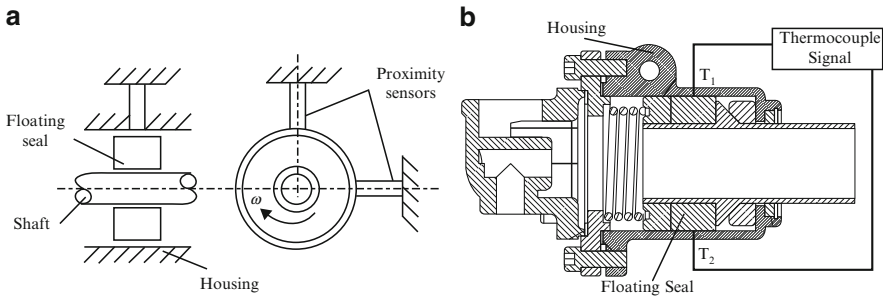 a
Floating
seal
Shaft
Housing
Proximity
sensors
ω
b
Housing
Thermocouple
Signal
T1
T2
Floating Seal